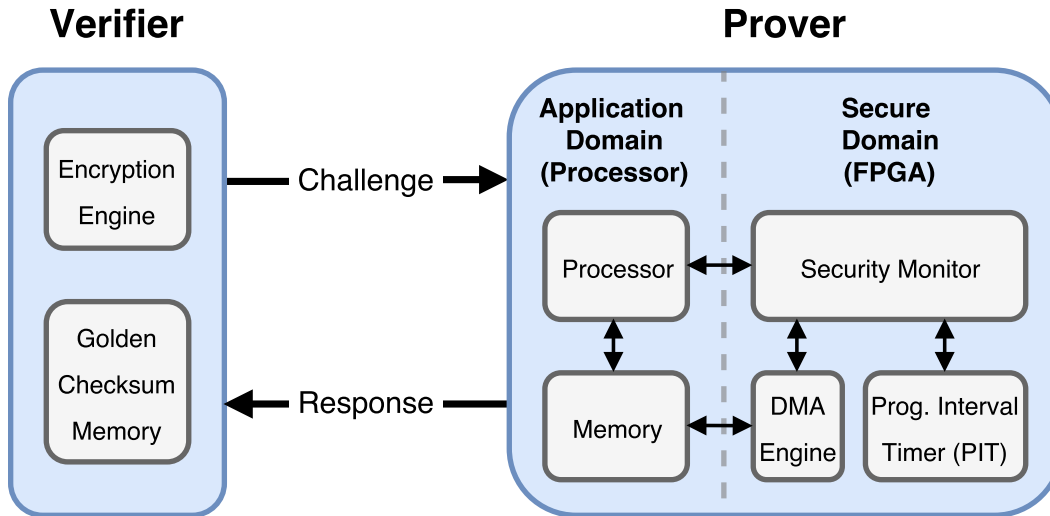 Verifier
Prover
Encryption
Engine
Golden
Checksum
Memory
Challenge
Response
Application
Domain
(Processor)
Secure
Domain
(FPGA)
Processor
Security Monitor
Memory
DMA
Engine
Prog. Interval
Timer (PIT)